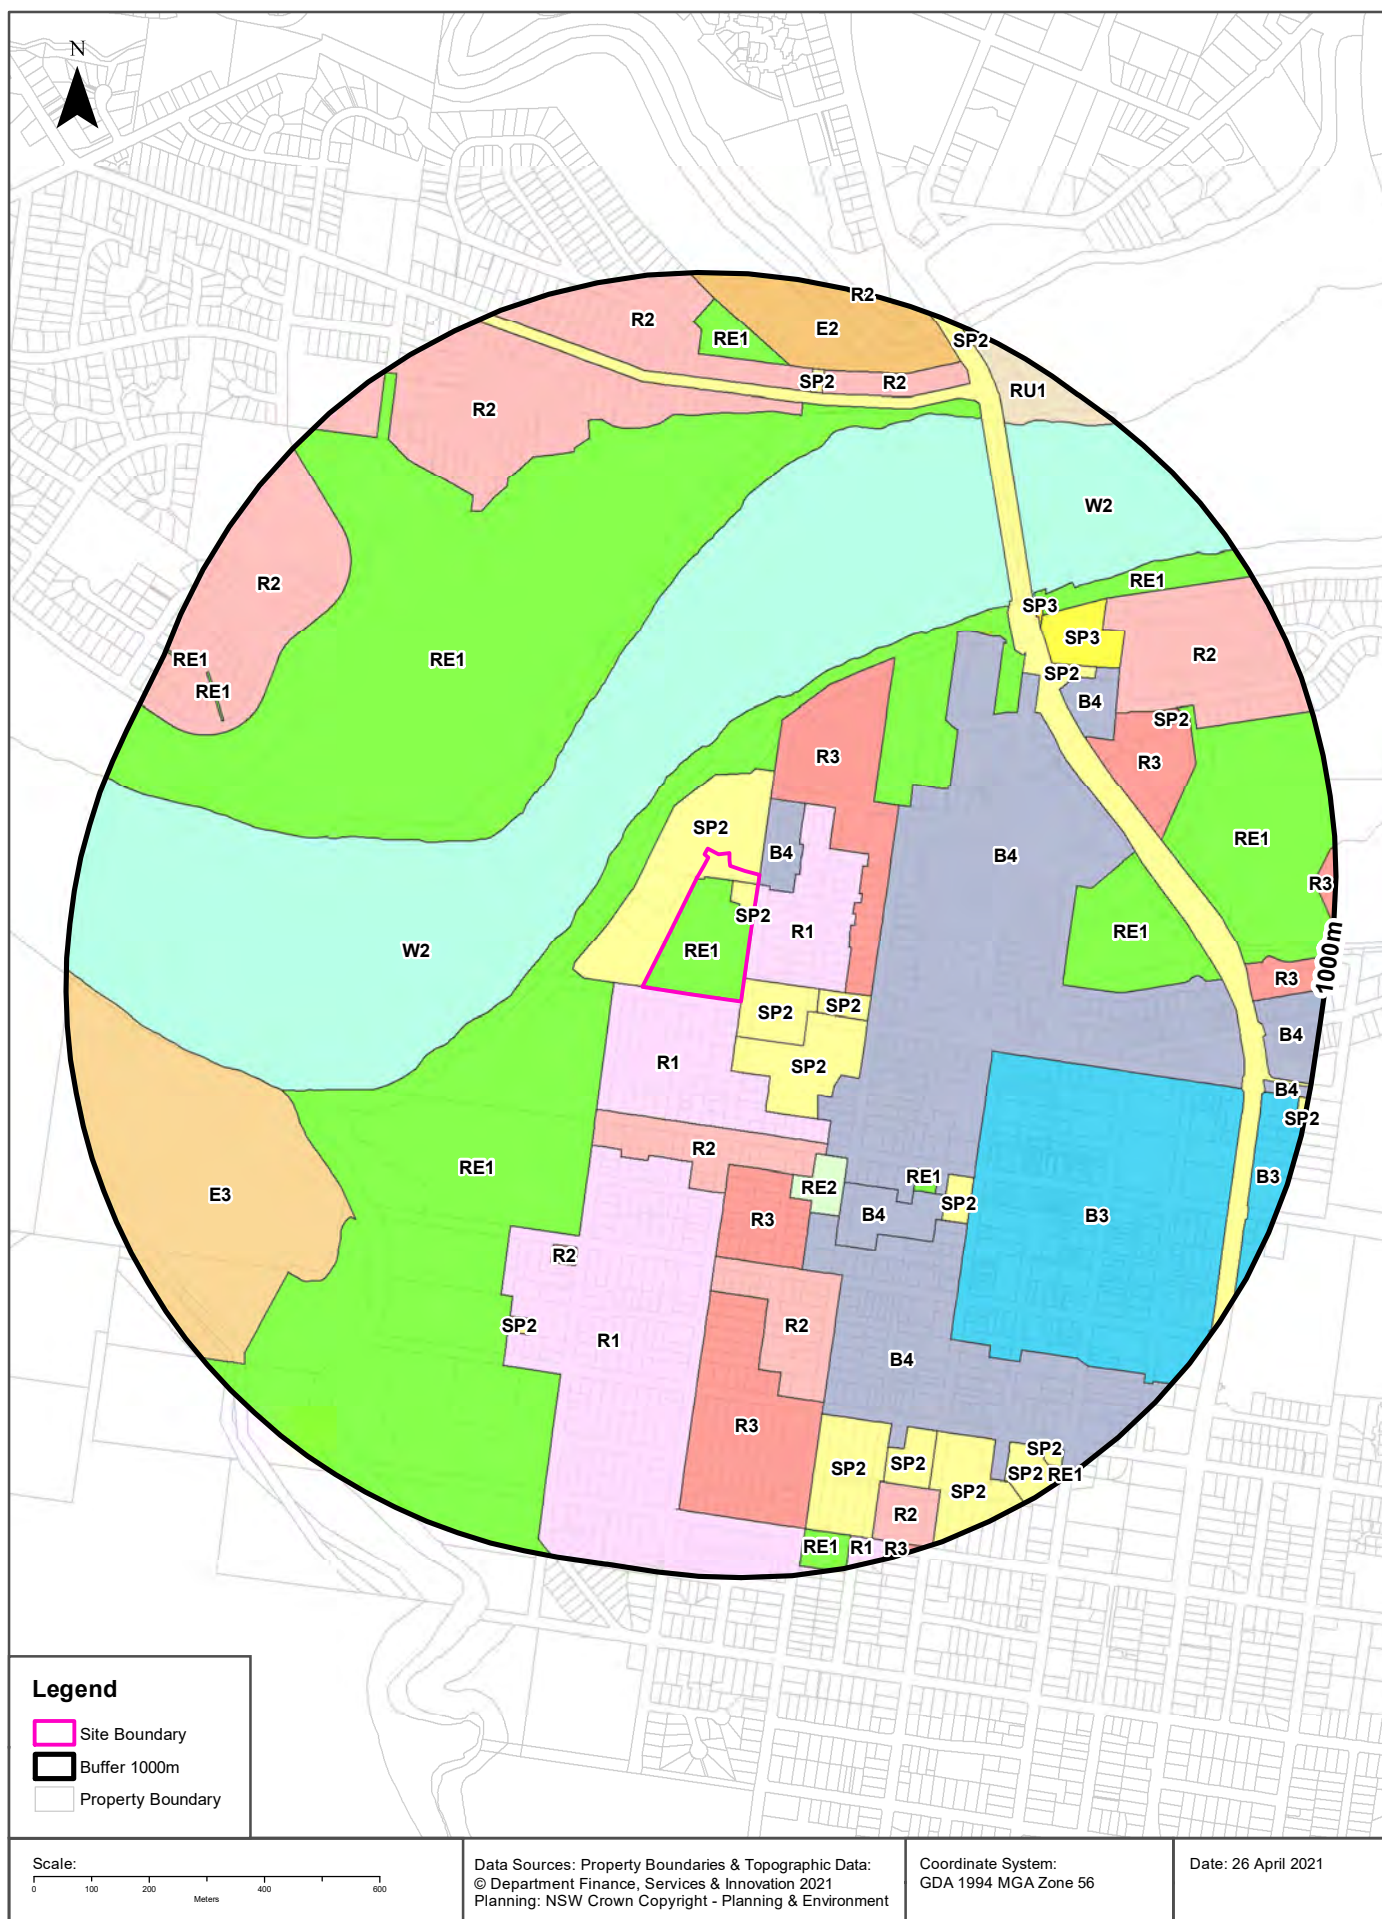 N
R2
R2
RE1
E2
SP2
R2
SP2
R2
RU1
R2
W2
RE1
R2
SP3
SP3
RE1
RE1
RE1
R2
SP2
B4
SP2
R3
R3
SP2
RE1
B4
B4
R3
SP2
RE1
R1
RE1
1000m
W2
RE1
R3
SP2
SP2
B4
R1
SP2
B4
SP2
R2
RE1
RE1
B3
RE2
SP2
E3
B4
B3
R3
R2
SP2
R2
R1
B4
R3
SP2
SP2
SP2
SP2
RE1
SP2
R2
RE1
R1
R3
Legend
Site Boundary
Buffer 1000m
Property Boundary
Scale:
0 100 200 400 600
Meters
Data Sources: Property Boundaries & Topographic Data:
© Department Finance, Services & Innovation 2021
Planning: NSW Crown Copyright - Planning & Environment
Coordinate System:
GDA 1994 MGA Zone 56
Date: 26 April 2021